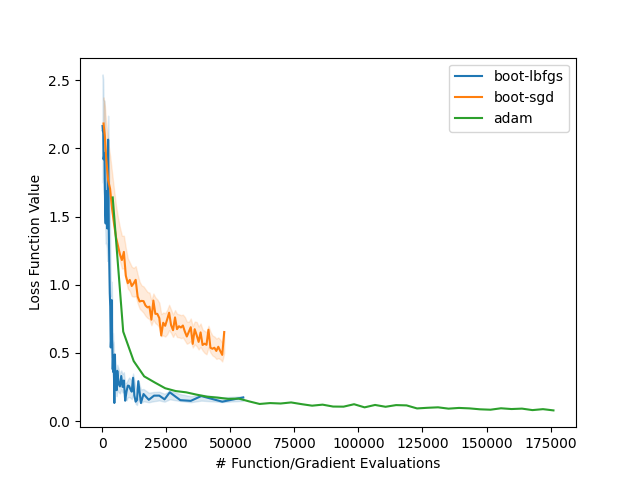 boot-lbfgs
boot-sgd
adam
Loss Function Value
2.5
2.0
1.5
1.0
0.5
0.0
0 25000 50000 75000 100000 125000 150000 175000
# Function/Gradient Evaluations